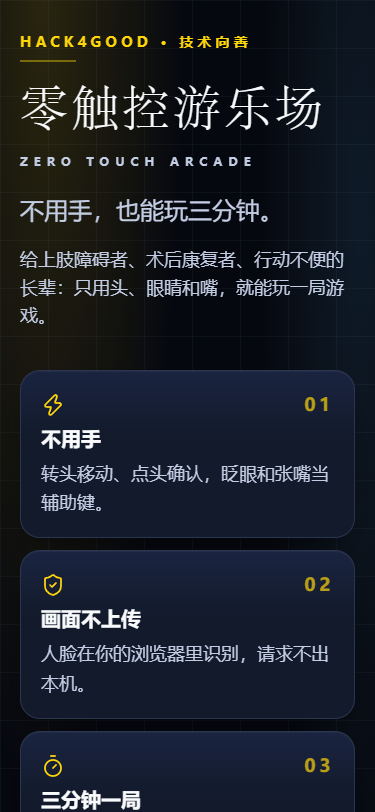 HACK4GOOD • 技术向善
零触控游乐场
ZERO TOUCH ARCADE
不用手，也能玩三分钟。
给上肢障碍者、术后康复者、行动不便的
长辈：只用头、眼睛和嘴，就能玩一局游
戏。
01
不用手
转头移动、点头确认，眨眼和张嘴当
辅助键。
02
画面不上传
人脸在你的浏览器里识别，请求不出
本机。
03
三分钟一局